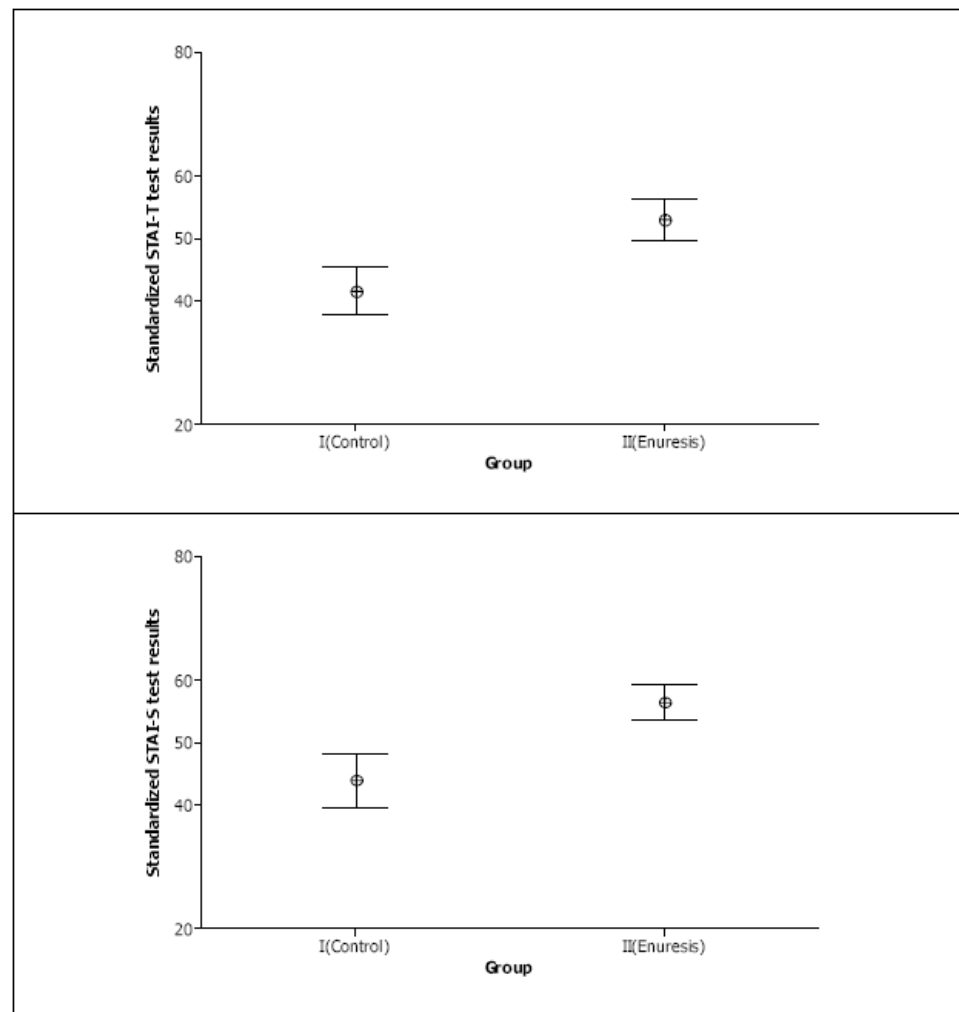 80
60
50
40
20
Standardized STAI-T test results
I(Control)
II(Enuresis)
Group
80
60
50
40
20
Standardized STAI-S test results
I(Control)
II(Enuresis)
Group